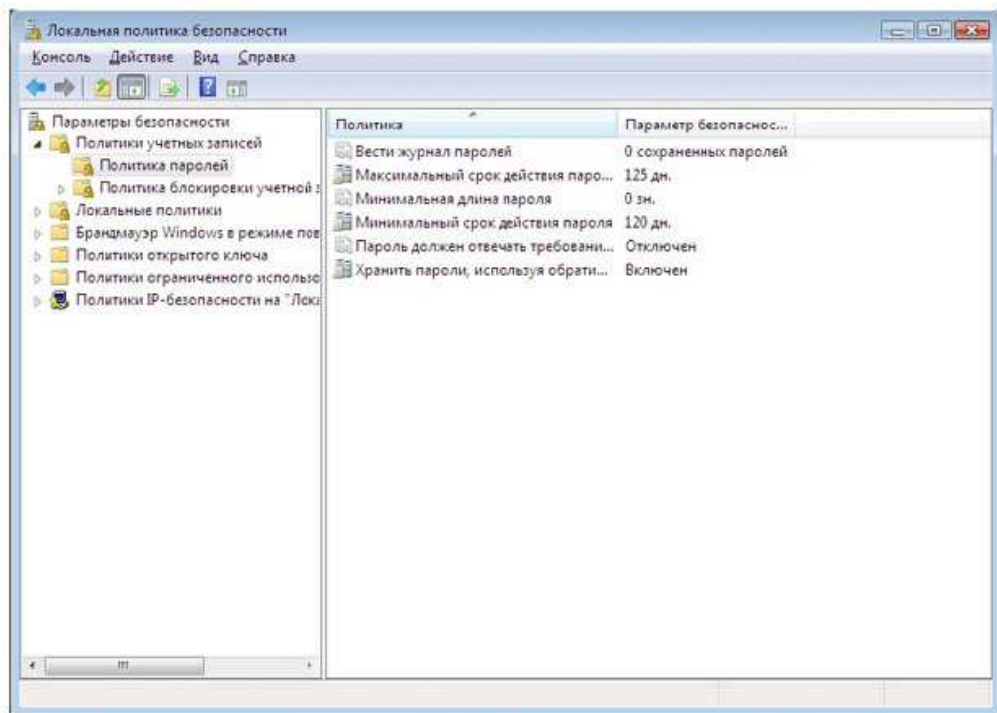 Локальная политика безопасности
Консоль Действие Вид Справка
Параметры безопасности
Политики учетных записей
Политика паролей
Политика блокировки учетной з
Локальные политики
Брандмауэр Windows в режиме пов
Политики открытого ключа
Политики ограниченного использо
Политики IP-безопасности на "Лока
Политика Параметр безопаснос...
Вести журнал паролей 0 сохраненных паролей
Максимальный срок действия паро... 125 дн.
Минимальная длина пароля 0 зн.
Минимальный срок действия пароля 120 дн.
Пароль должен отвечать требовани... Отключен
Хранить пароли, используя обрати... Включен